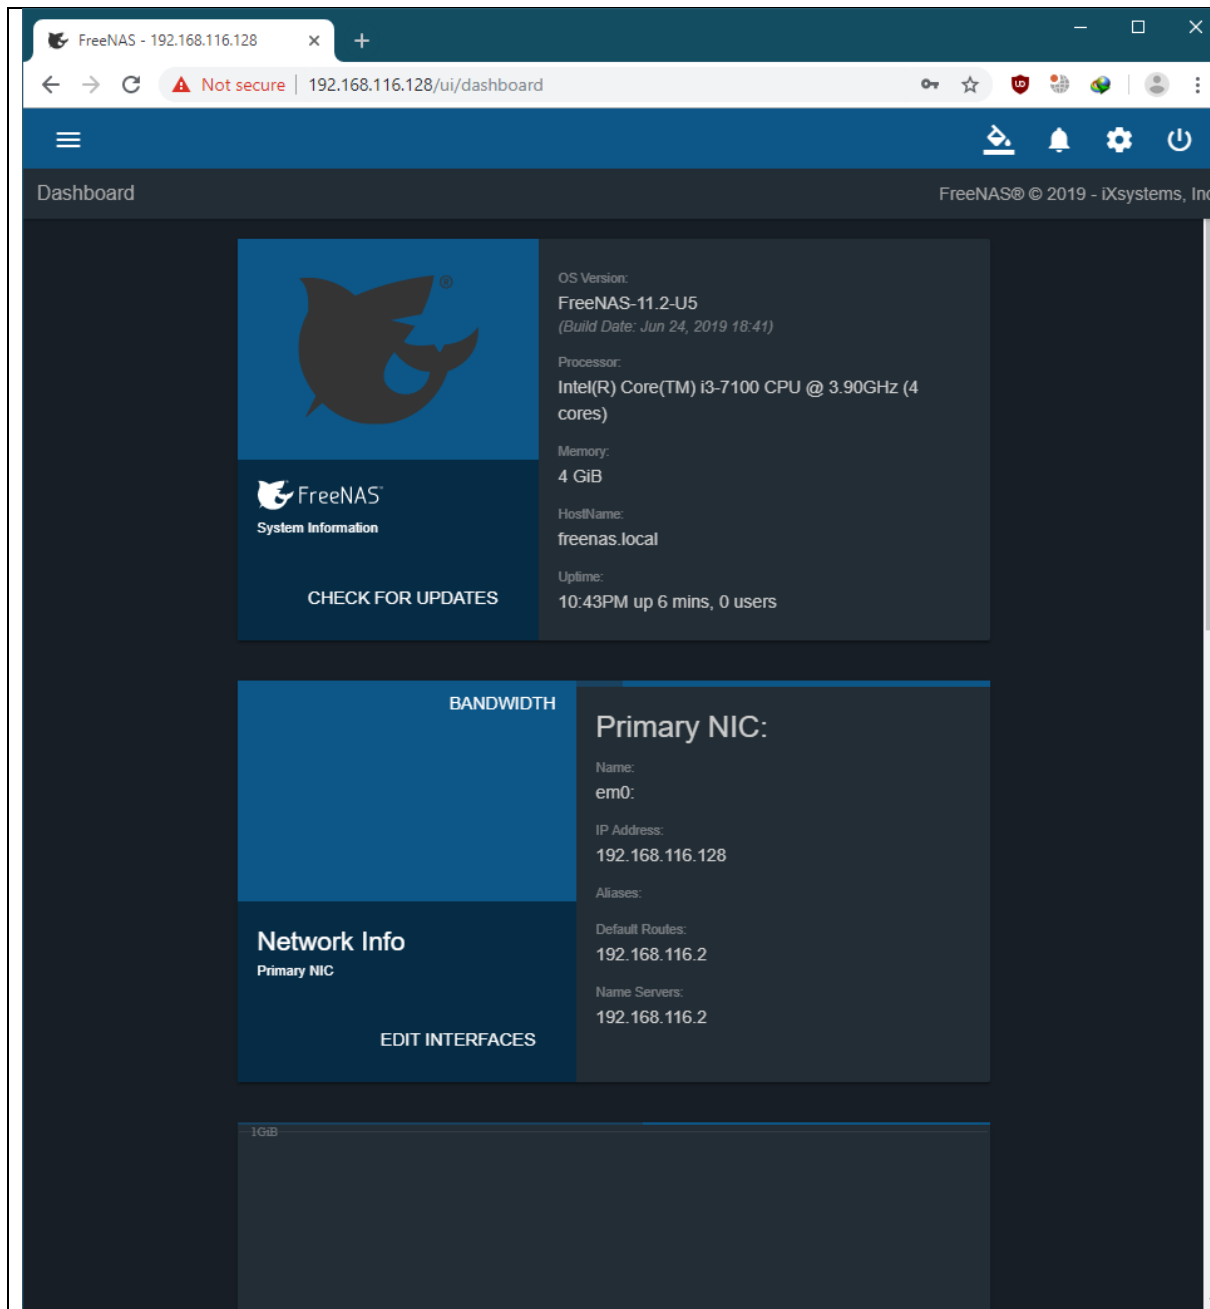 FreeNAS - 192.168.116.128
Not secure | 192.168.116.128/ui/dashboard
Dashboard
FreeNAS® © 2019 - iXsystems, Inc
®
FreeNAS
System Information
CHECK FOR UPDATES
OS Version:
FreeNAS-11.2-U5
(Build Date: Jun 24, 2019 18:41)
Processor:
Intel(R) Core(TM) i3-7100 CPU @ 3.90GHz (4
cores)
Memory:
4 GiB
HostName:
freenas.local
Uptime:
10:43PM up 6 mins, 0 users
BANDWIDTH
Network Info
Primary NIC
EDIT INTERFACES
Primary NIC:
Name:
em0:
IP Address:
192.168.116.128
Aliases:
Default Routes:
192.168.116.2
Name Servers:
192.168.116.2
1GiB